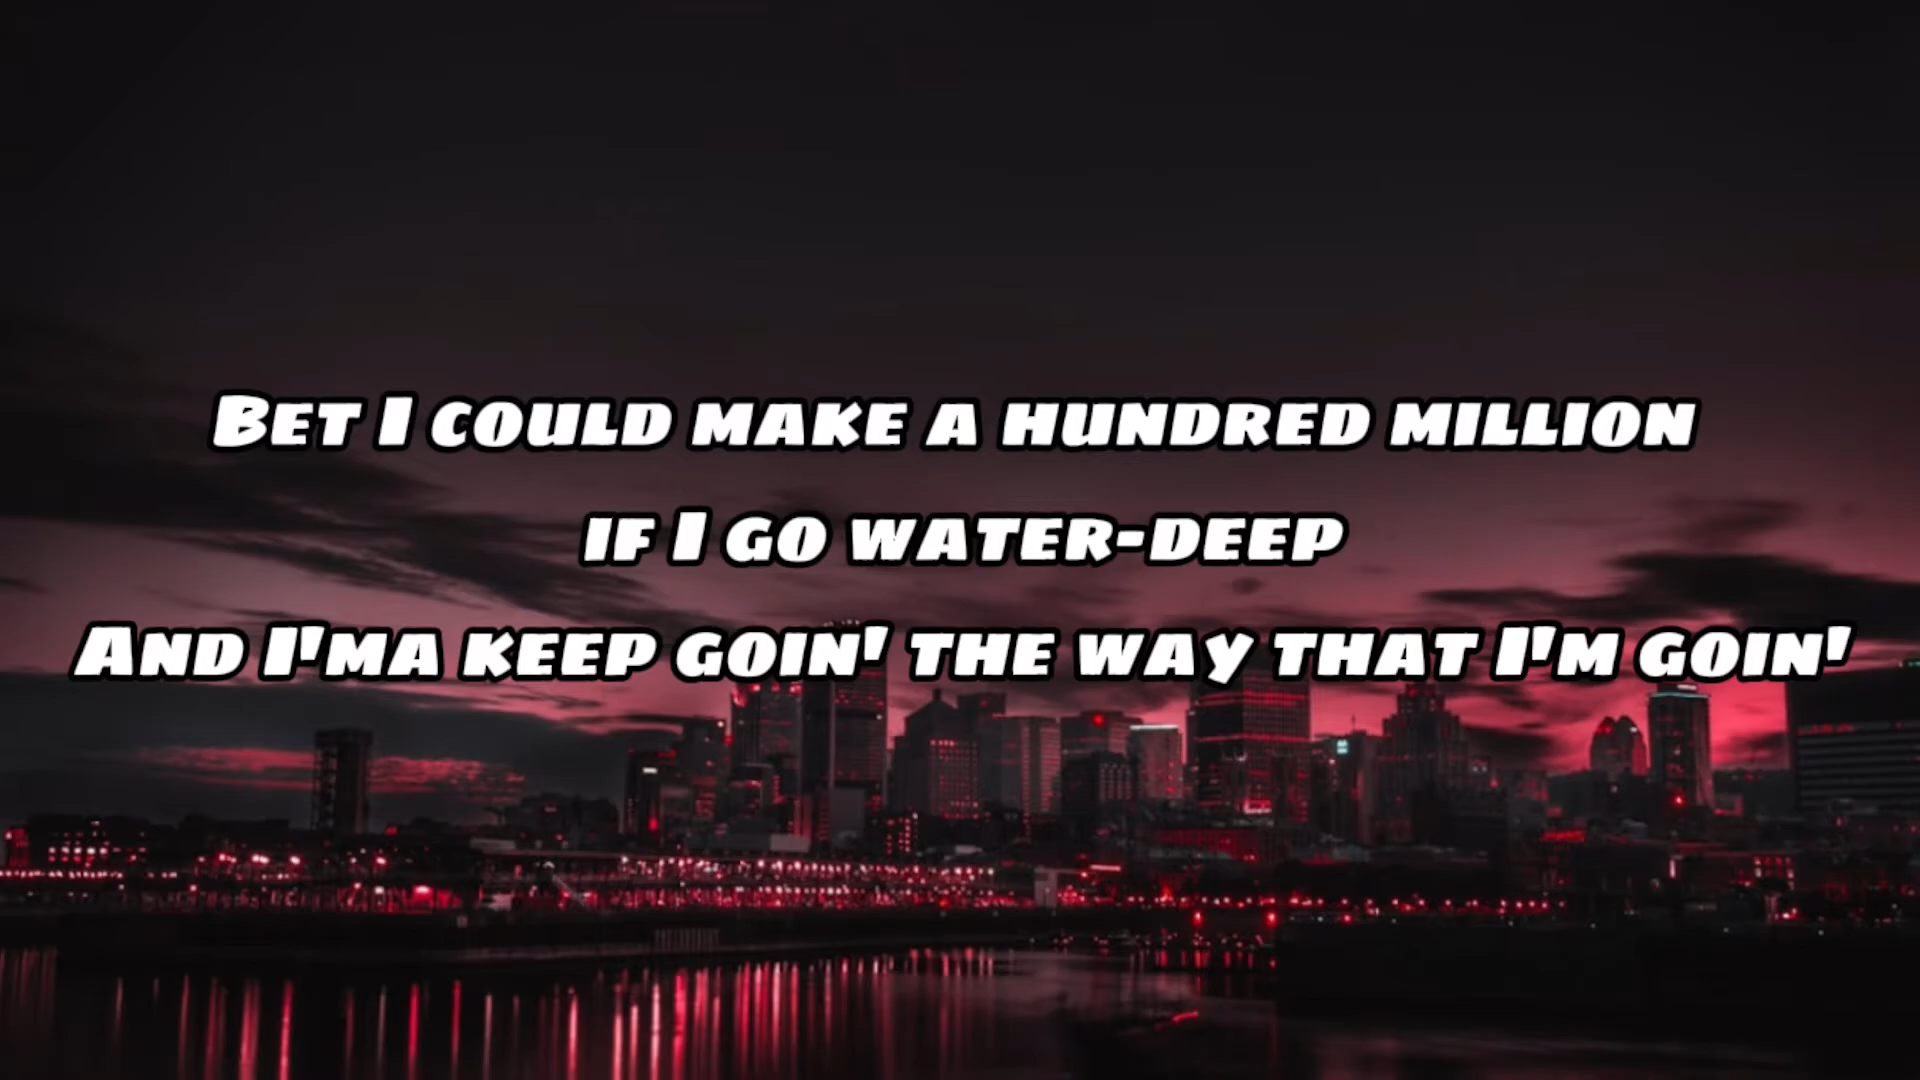 Bet I could make a hundred million
if I go water-deep
And I'ma keep goin' the way that I'm goin'